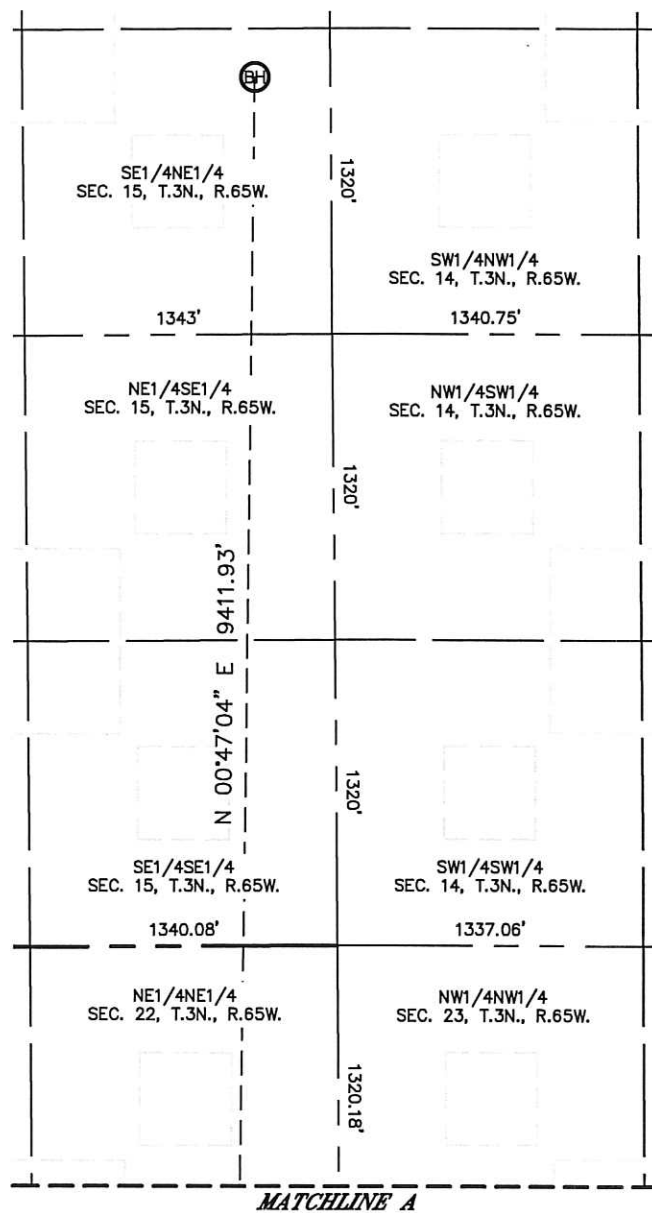 BH
SE1/4NE1/4
SEC. 15, T.3N., R.65W.
1320'
SW1/4NW1/4
SEC. 14, T.3N., R.65W.
1343'
1340.75'
NE1/4SE1/4
SEC. 15, T.3N., R.65W.
NW1/4SW1/4
SEC. 14, T.3N., R.65W.
1320'
N 00°47'04" E 9411.93'
1320'
SE1/4SE1/4
SEC. 15, T.3N., R.65W.
SW1/4SW1/4
SEC. 14, T.3N., R.65W.
1340.08'
1337.06'
NE1/4NE1/4
SEC. 22, T.3N., R.65W.
NW1/4NW1/4
SEC. 23, T.3N., R.65W.
1320.18'
MATCHLINE A